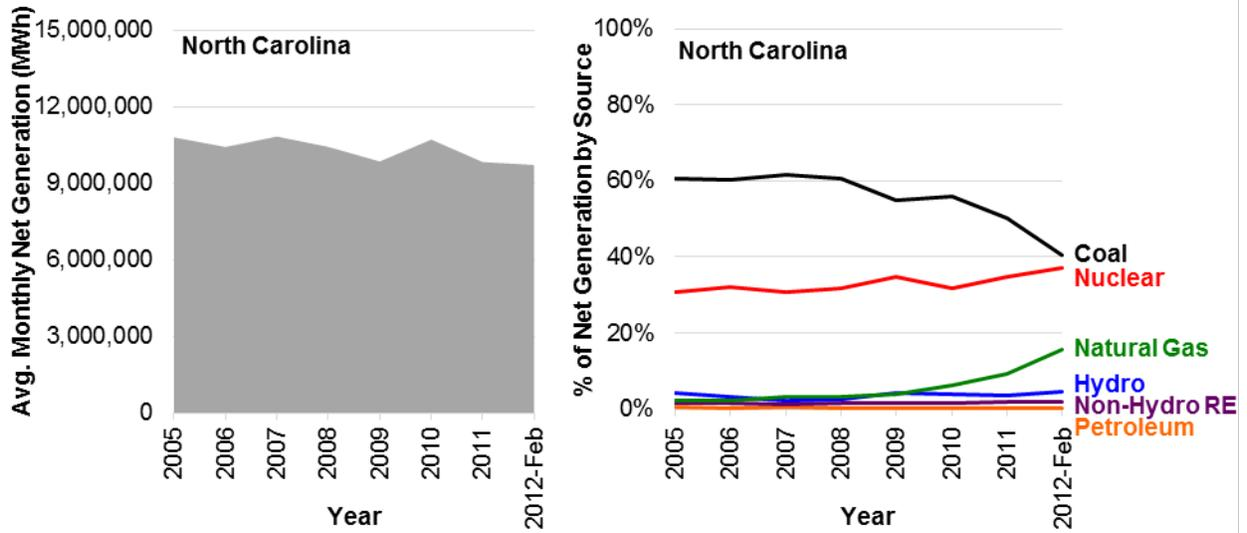 Avg. Monthly Net Generation (MWh)
15,000,000
12,000,000
9,000,000
6,000,000
3,000,000
0
North Carolina
2005
2006
2007
2008
2009
2010
2011
2012-Feb
Year
% of Net Generation by Source
100%
80%
60%
40%
20%
0%
North Carolina
Coal
Nuclear
Natural Gas
Hydro
Non-Hydro RE
Petroleum
2005
2006
2007
2008
2009
2010
2011
2012-Feb
Year